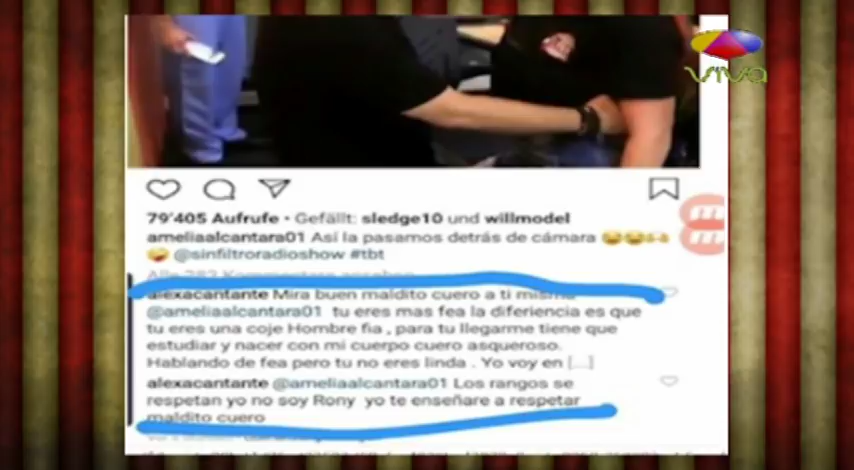 viva
79'405 Aufrufe • Gefällt: sledge10 und willmodel
ameliaalcantara01 Así la pasamos detrás de cámara 😂😂🙌
🤣 @sinfiltroradioshow #tbt
Alle 282 Kommentare ansehen
alexacantante Mira buen maldito cuero a ti misma
@ameliaalcantara01 tu eres mas fea la diferiencia es que
tu eres una coje Hombre fia , para tu llegarme tiene que
estudiar y nacer con mi cuerpo cuero asqueroso.
Hablando de fea pero tu no eres linda . Yo voy en [...]
alexacantante @ameliaalcantara01 Los rangos se
respetan yo no soy Rony yo te enseñare a respetar
maldito cuero